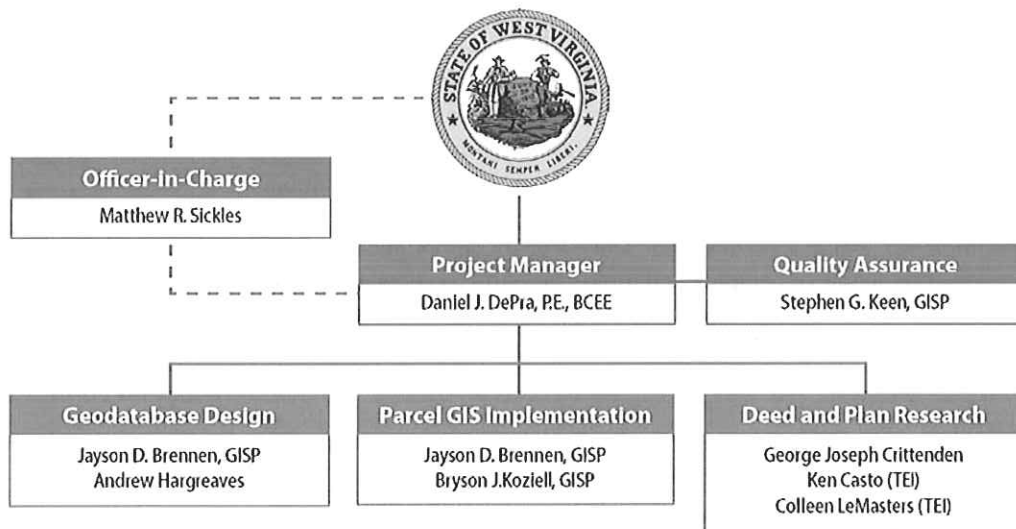 STATE OF WEST VIRGINIA
MONTANI SEMPER LIBERI
Officer-in-Charge
Matthew R. Sickles
Project Manager
Daniel J. DePra, P.E., BCEE
Quality Assurance
Stephen G. Keen, GISP
Geodatabase Design
Jayson D. Brennen, GISP
Andrew Hargreaves
Parcel GIS Implementation
Jayson D. Brennen, GISP
Bryson J.Koziell, GISP
Deed and Plan Research
George Joseph Crittenden
Ken Casto (TEI)
Colleen LeMasters (TEI)